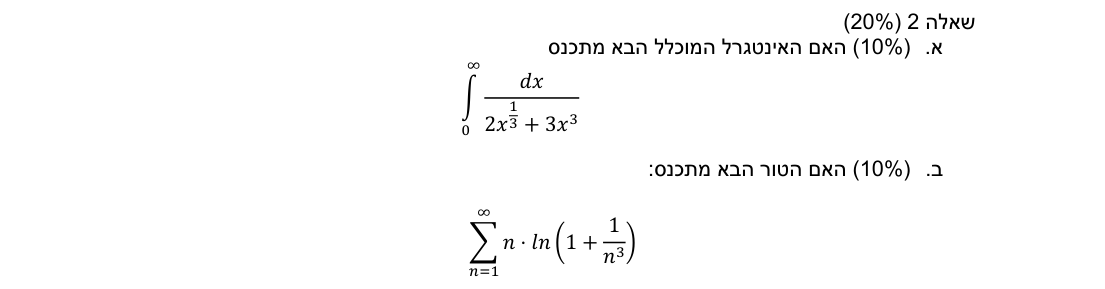 שאלה 2 (20%)
א. (10%) האם האינטגרל המוכלל הבא מתכנס
∫₀^∞ dx / (2x^(1/3) + 3x³)
ב. (10%) האם הטור הבא מתכנס:
∑_{n=1}^{∞} n · ln(1 + 1/n³)